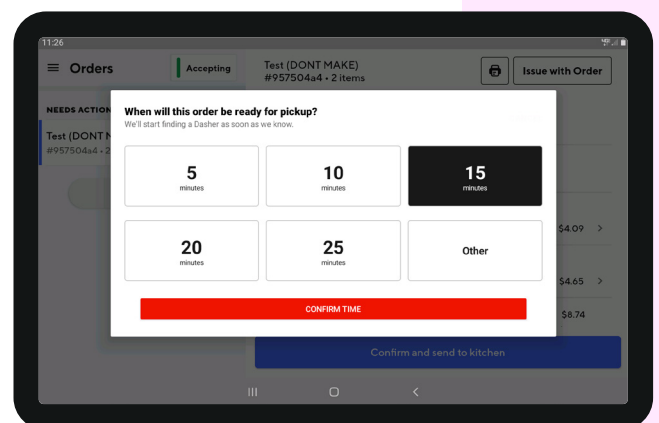 11:26
Orders
Accepting
Test (DONT MAKE)
#957504a4 • 2 items
Issue with Order
NEEDS ACTION
Test (DONT M
#957504a4 • 2
When will this order be ready for pickup?
We'll start finding a Dasher as soon as we know.
5
minutes
10
minutes
15
minutes
20
minutes
25
minutes
Other
CONFIRM TIME
$4.09
$4.65
$8.74
Confirm and send to kitchen